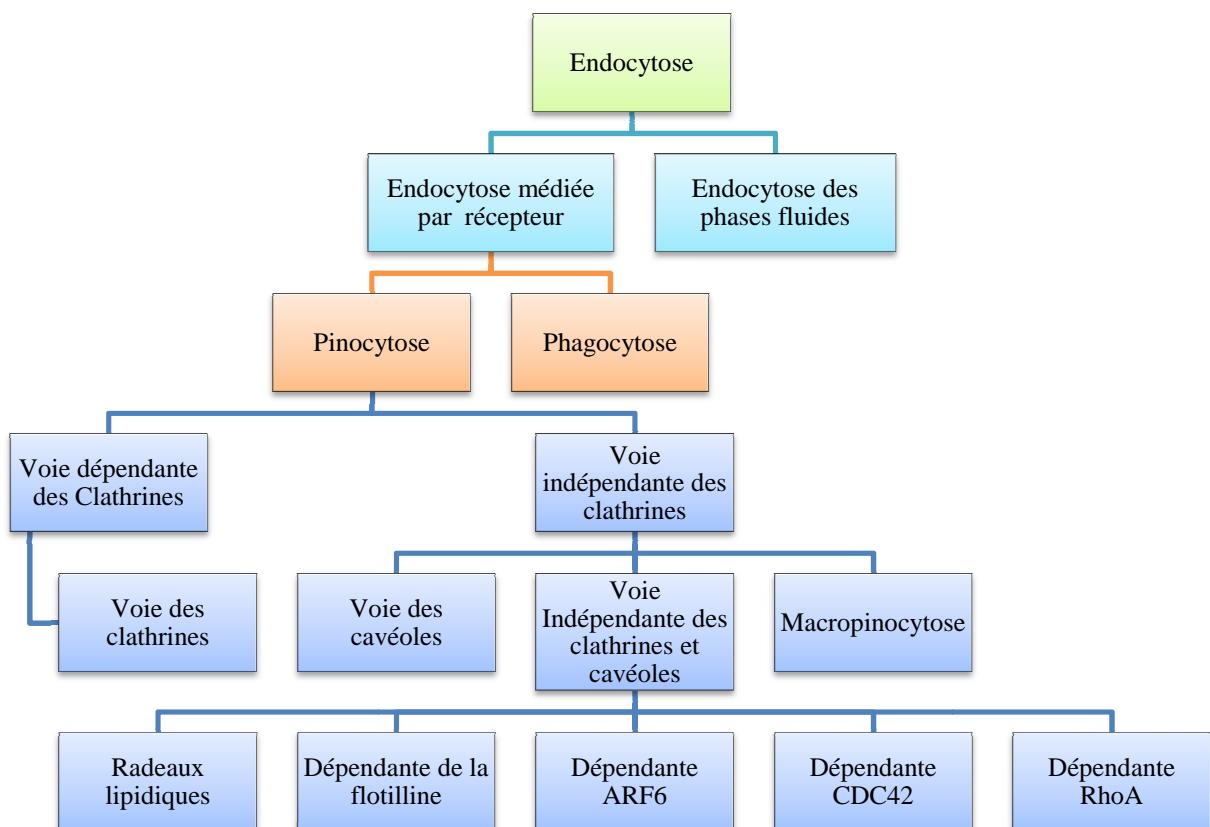 Endocytose
Endocytose médiée
par récepteur
Endocytose des
phases fluides
Pinocytose
Phagocytose
Voie dépendante
des Clathrines
Voie
indépendante des
clathrines
Voie des
clathrines
Voie des
cavéoles
Voie
Indépendante des
clathrines et
cavéoles
Macropinocytose
Radeaux
lipidiques
Dépendante de la
flotilline
Dépendante
ARF6
Dépendante
CDC42
Dépendante
RhoA